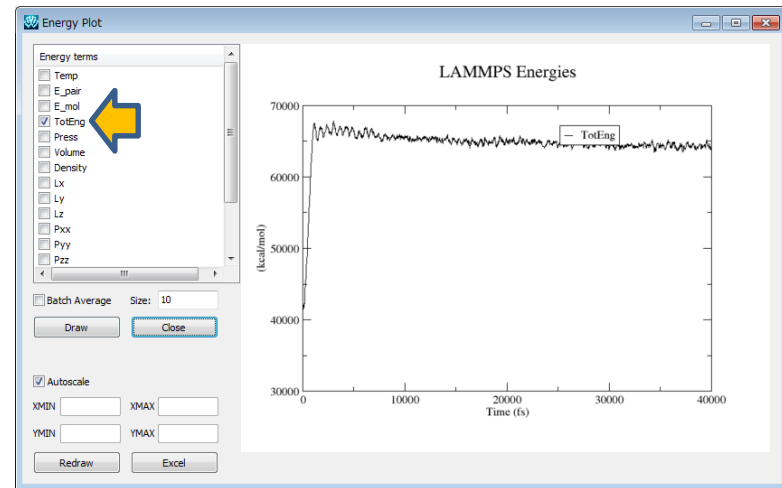 Energy Plot
Energy terms
Temp
E_pair
E_mol
TotEng
Press
Volume
Density
Lx
Ly
Lz
Pxx
Pyy
Pzz
Batch Average Size: 10
Draw Close
Autoscale
XMIN XMAX
YMIN YMAX
Redraw Excel
LAMMPS Energies
70000
60000
50000
40000
30000
(kcal/mol)
TotEng
0 10000 20000 30000 40000
Time (fs)